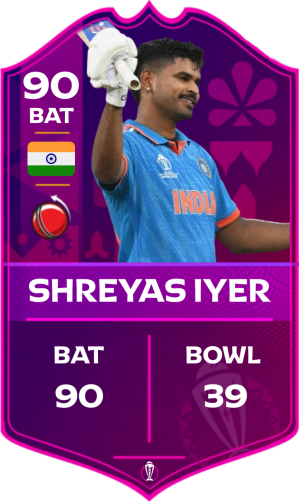 90
BAT
INDIA
SHREYAS IYER
BAT
90
BOWL
39